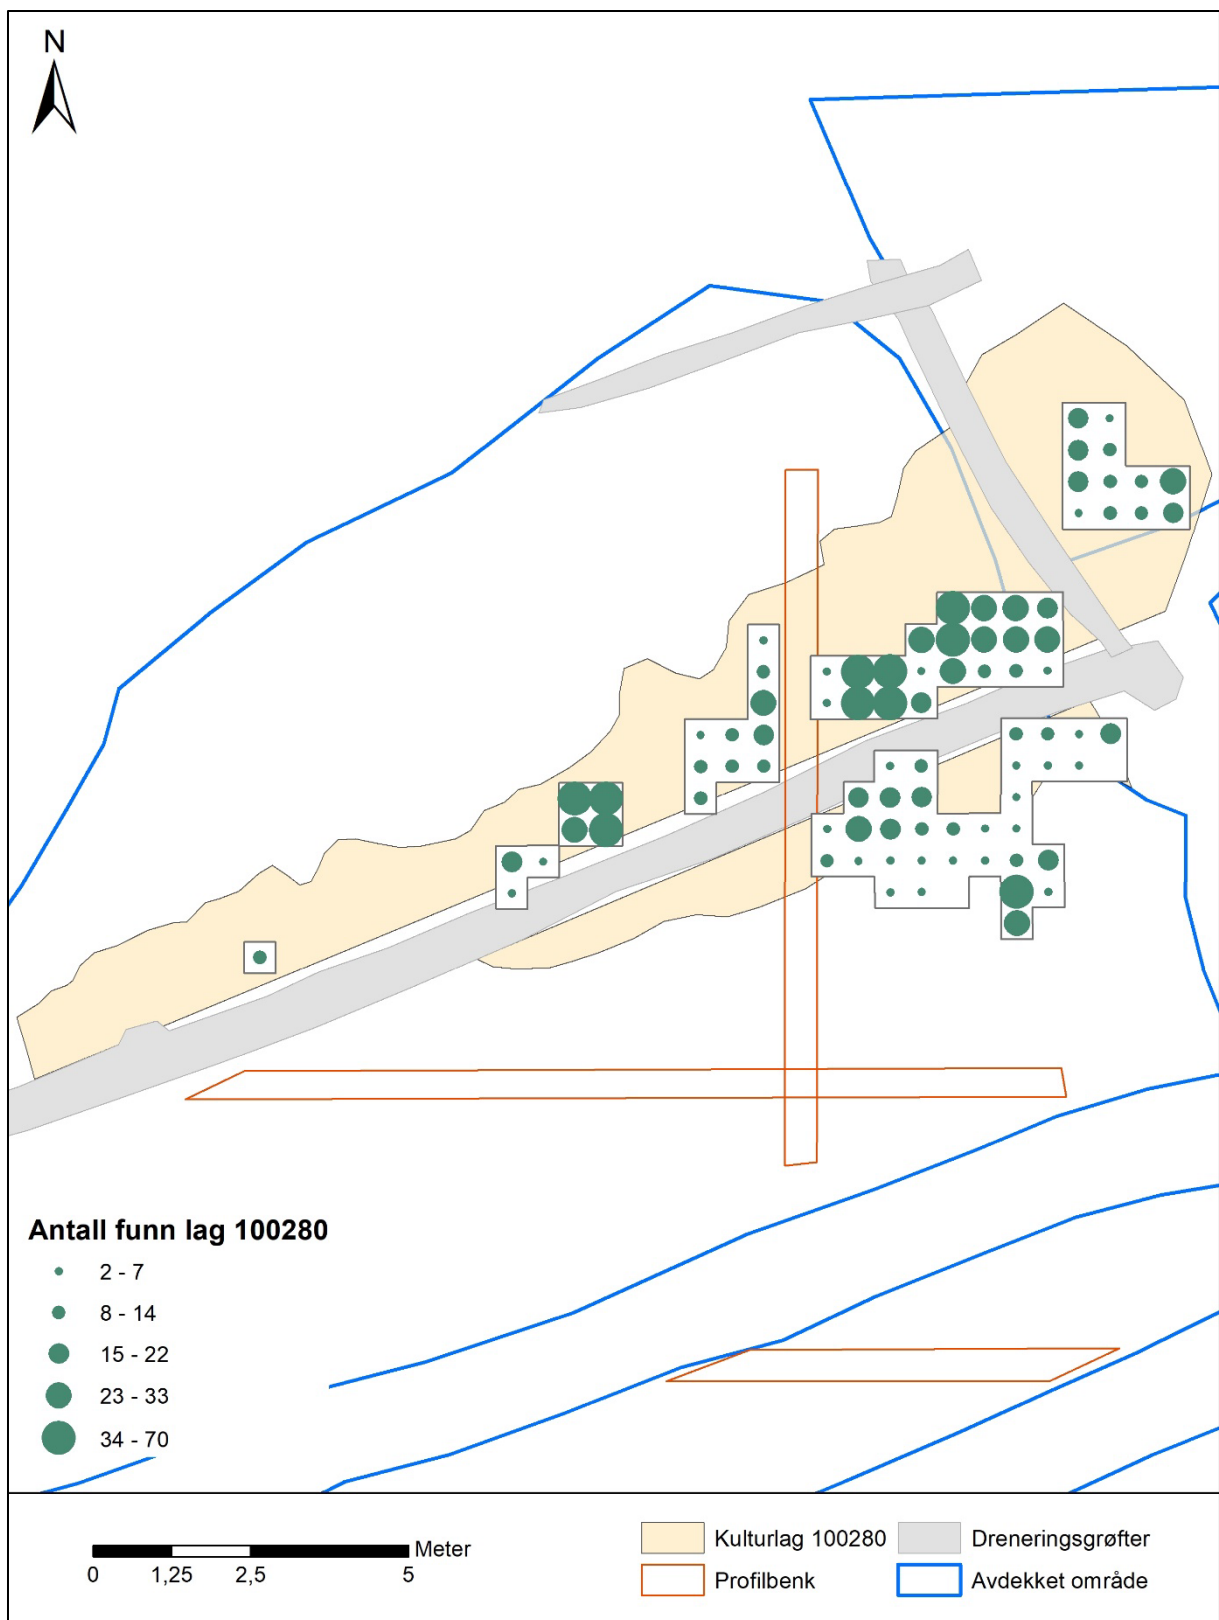 N
Antall funn lag 100280
2 - 7
8 - 14
15 - 22
23 - 33
34 - 70
Meter
0 1,25 2,5 5
Kulturlag 100280
Dreneringsgrøfter
Profilbenk
Avdekket område